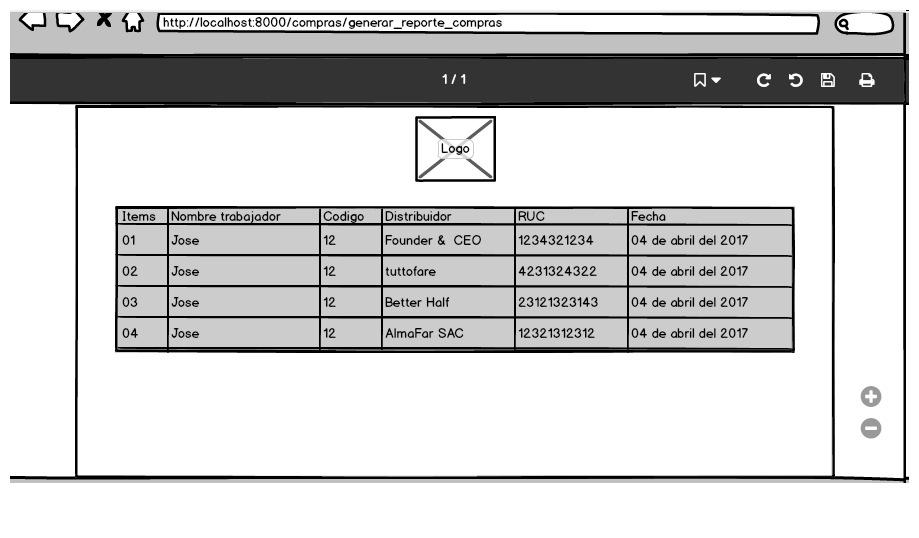 http://localhost:8000/compras/generar_reporte_compras
1 / 1
Logo
Items Nombre trabajador Codigo Distribuidor RUC Fecha
01 Jose 12 Founder & CEO 1234321234 04 de abril del 2017
02 Jose 12 tuttofare 4231324322 04 de abril del 2017
03 Jose 12 Better Half 23121323143 04 de abril del 2017
04 Jose 12 AlmaFar SAC 12321312312 04 de abril del 2017